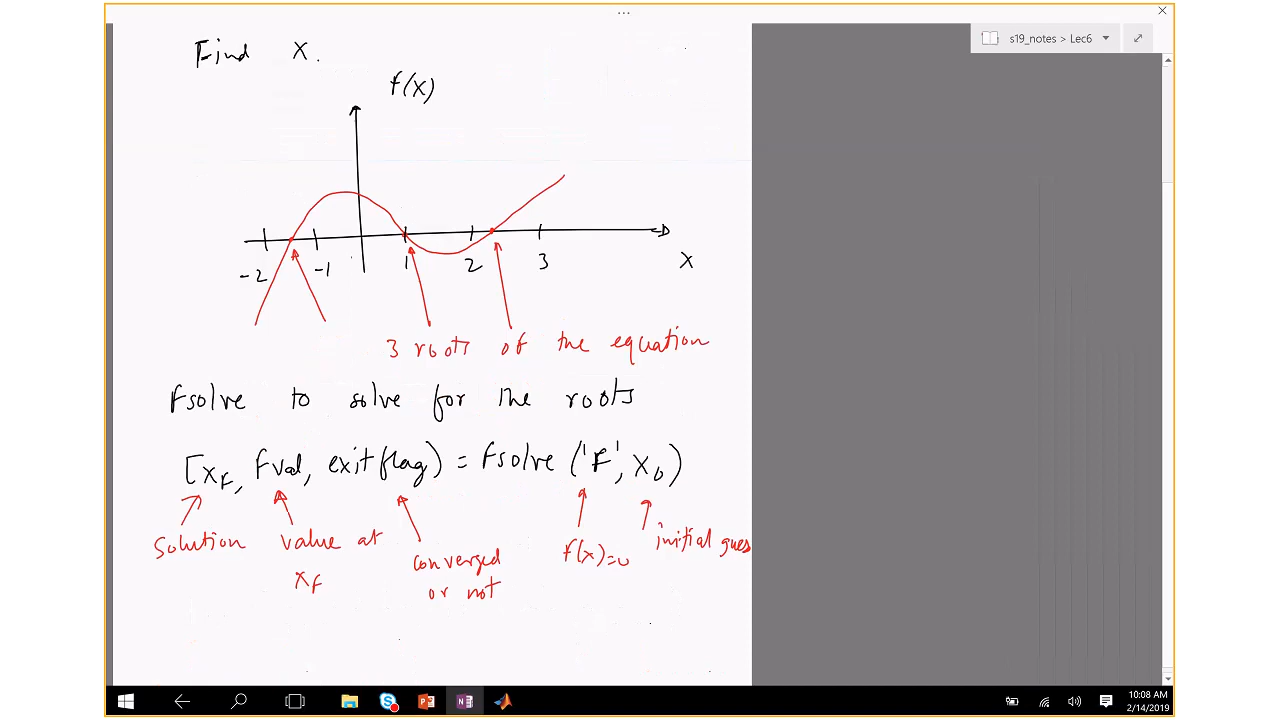 ...
s19_notes > Lec6
Find x.
f(x)
-2 -1 1 2 3
x
3 roots of the equation
Fsolve to solve for the roots
[xF, Fval, exitflag) = Fsolve ('F', x0)
Solution value at xF
converged or not
f(x)=0
initial gues
10:08 AM
2/14/2019